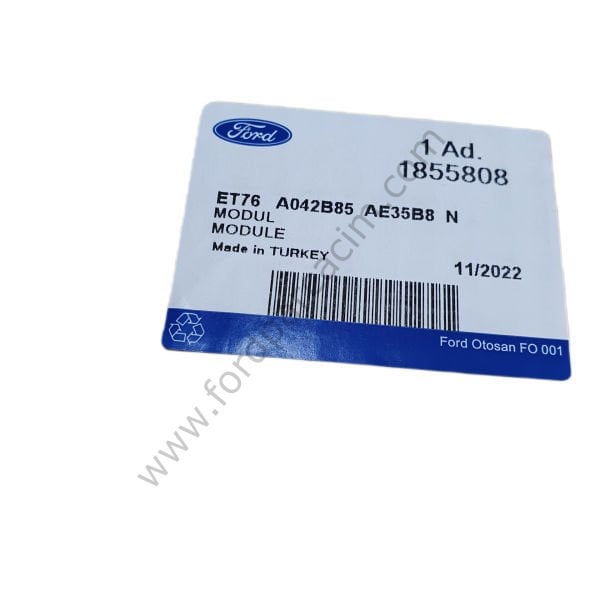 Ford
1 Ad.
1855808
ET76 A042B85 AE35B8 N
MODUL
MODULE
Made in TURKEY
11/2022
Ford Otosan FO 001